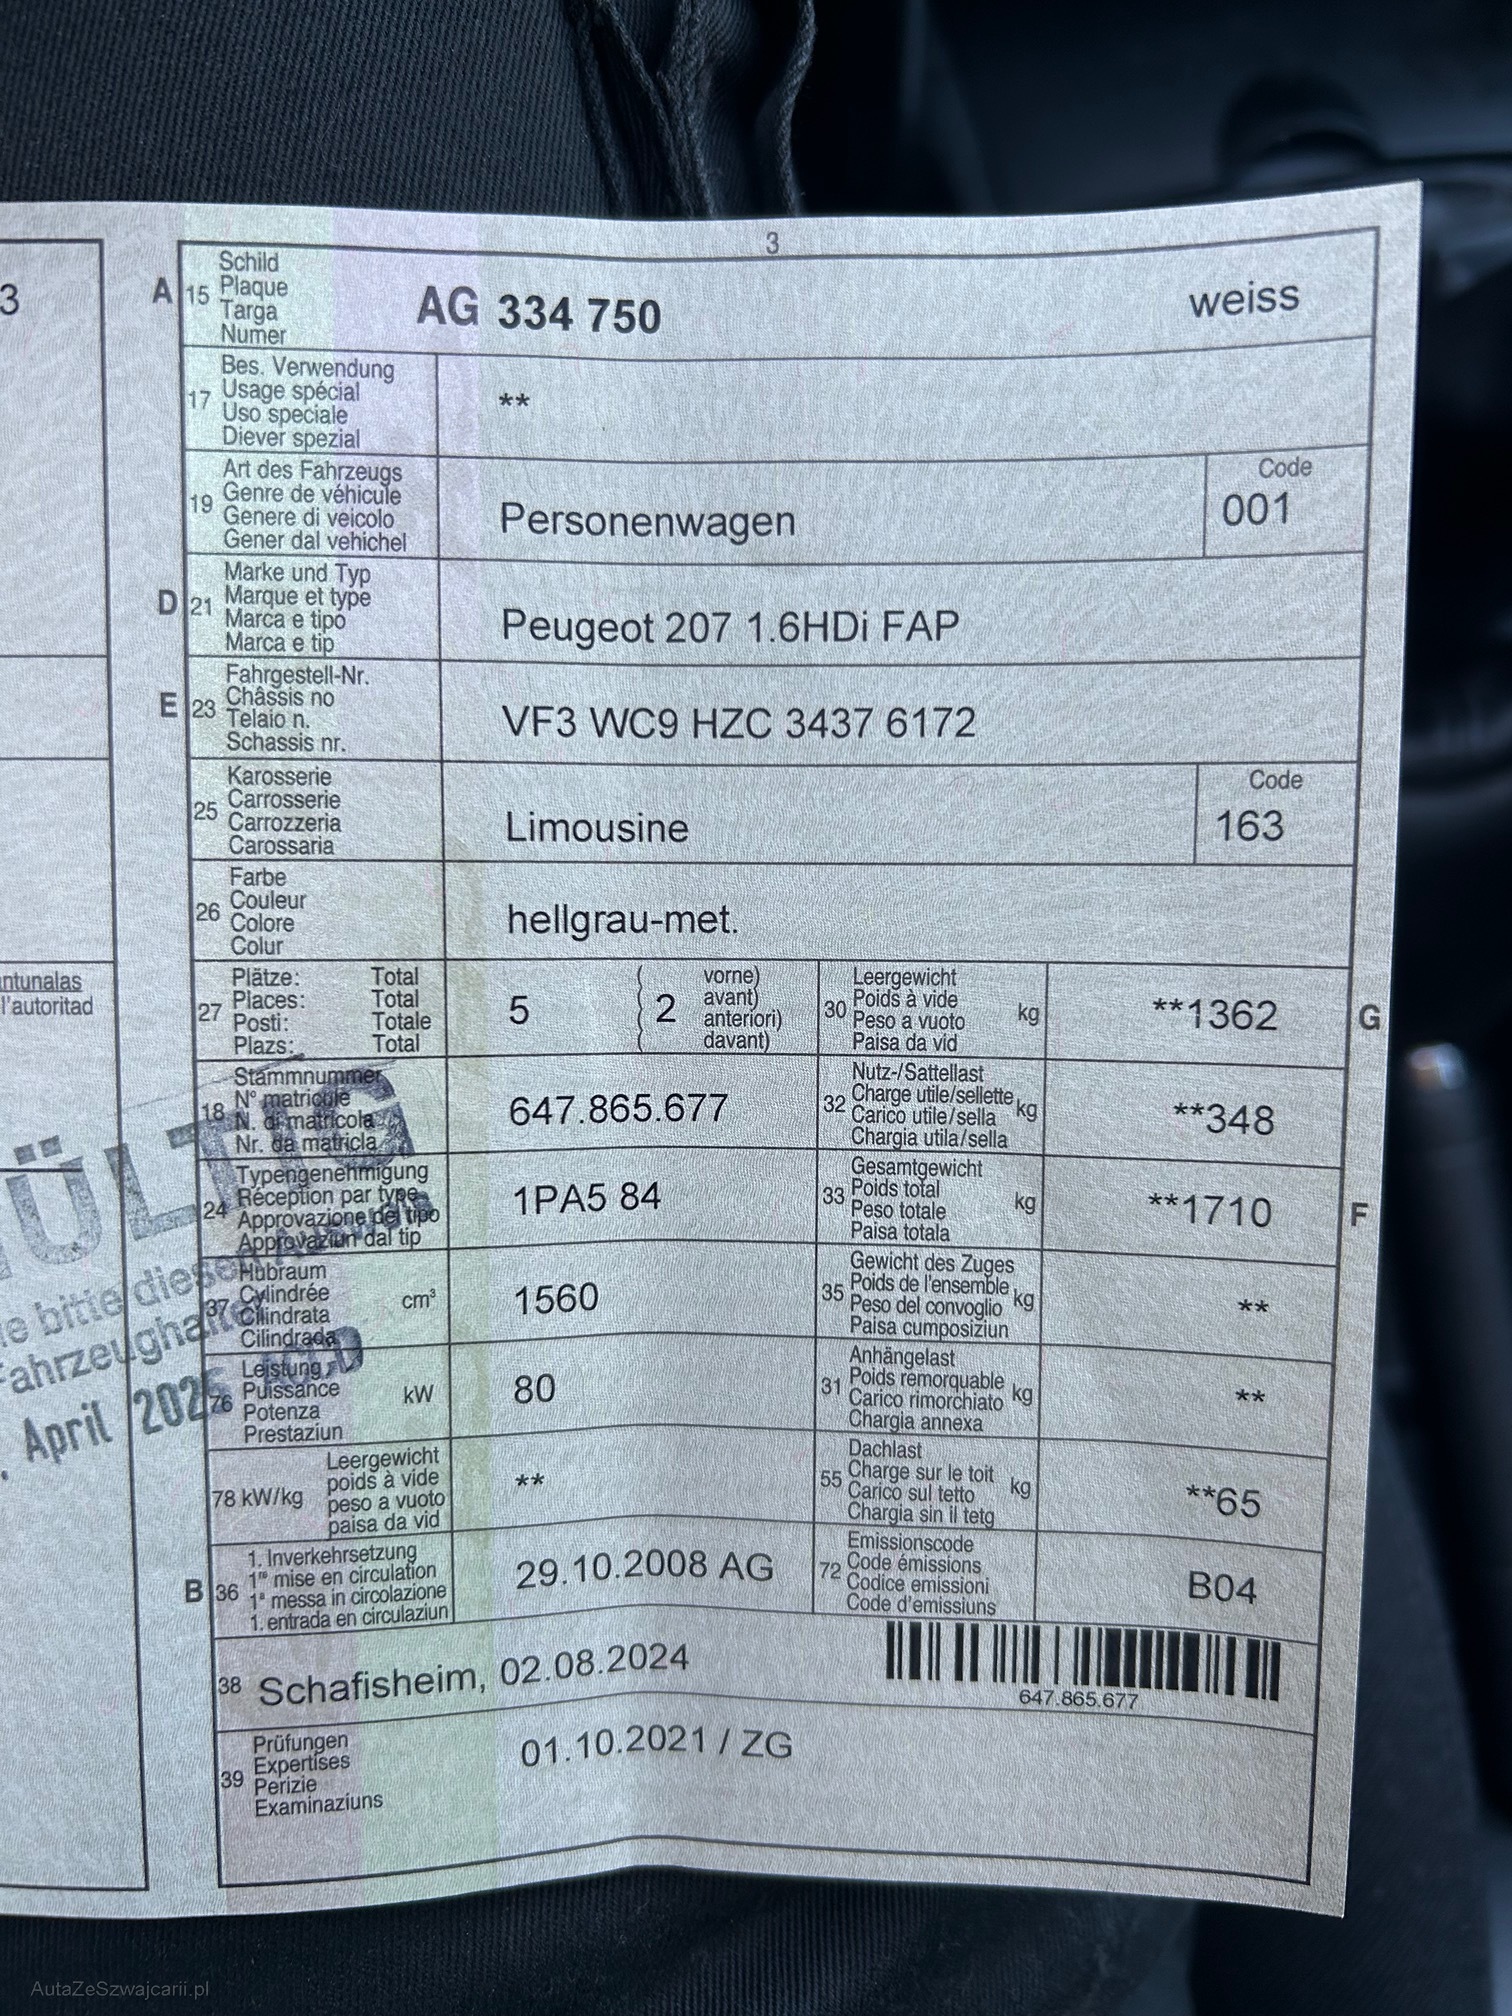 3
3
A 15 Schild
Plaque
Targa
Numer
AG 334 750 weiss
17 Bes. Verwendung
Usage spécial
Uso speciale
Diever spezial
**
19 Art des Fahrzeugs
Genre de véhicule
Genere di veicolo
Gener dal vehichel
Personenwagen
Code
001
D 21 Marke und Typ
Marque et type
Marca e tipo
Marca e tip
Peugeot 207 1.6HDi FAP
E 23 Fahrgestell-Nr.
Châssis no
Telaio n.
Schassis nr.
VF3 WC9 HZC 3437 6172
25 Karosserie
Carrosserie
Carrozzeria
Carossaria
Limousine
Code
163
26 Farbe
Couleur
Colore
Colur
hellgrau-met.
ntunalas
l'autoritad
27 Plätze: Total
Places: Total
Posti: Totale
Plazs: Total
5 2
vorne)
avant)
anteriori)
davant)
30 Leergewicht
Poids à vide
Peso a vuoto
Paisa da vid
kg **1362 G
18 Stammnummer
N° matricule
N. di matricola
Nr. da matricla
647.865.677
32 Nutz-/Sattellast
Charge utile/sellette
Carico utile/sella
Chargia utila/sella
kg **348
24 Typengenehmigung
Réception par type
Approvazione del tipo
Approvaziun dal tip
1PA5 84
33 Gesamtgewicht
Poids total
Peso totale
Paisa totala
kg **1710 F
37 Hubraum
Cylindrée
Cilindrata
Cilindrada
cm³ 1560
35 Gewicht des Zuges
Poids de l'ensemble
Peso del convoglio
Paisa cumposiziun
kg **
76 Leistung
Puissance
Potenza
Prestaziun
kW 80
31 Anhängelast
Poids remorquable
Carico rimorchiato
Chargia annexa
kg **
78 kW/kg Leergewicht
poids à vide
peso a vuoto
paisa da vid
**
55 Dachlast
Charge sur le toit
Carico sul tetto
Chargia sin il tetg
kg **65
B 36 1. Inverkehrsetzung
1re mise en circulation
1a messa in circolazione
1. entrada en circulaziun
29.10.2008 AG
72 Emissionscode
Code émissions
Codice emissioni
Code d'emissiuns
B04
38 Schafisheim, 02.08.2024
647.865.677
39 Prüfungen
Expertises
Perizie
Examinaziuns
01.10.2021 / ZG
ÜLTIG
e bitte diesen
Fahrzeughalter
. April 2025
AutaZeSzwajcarii.pl